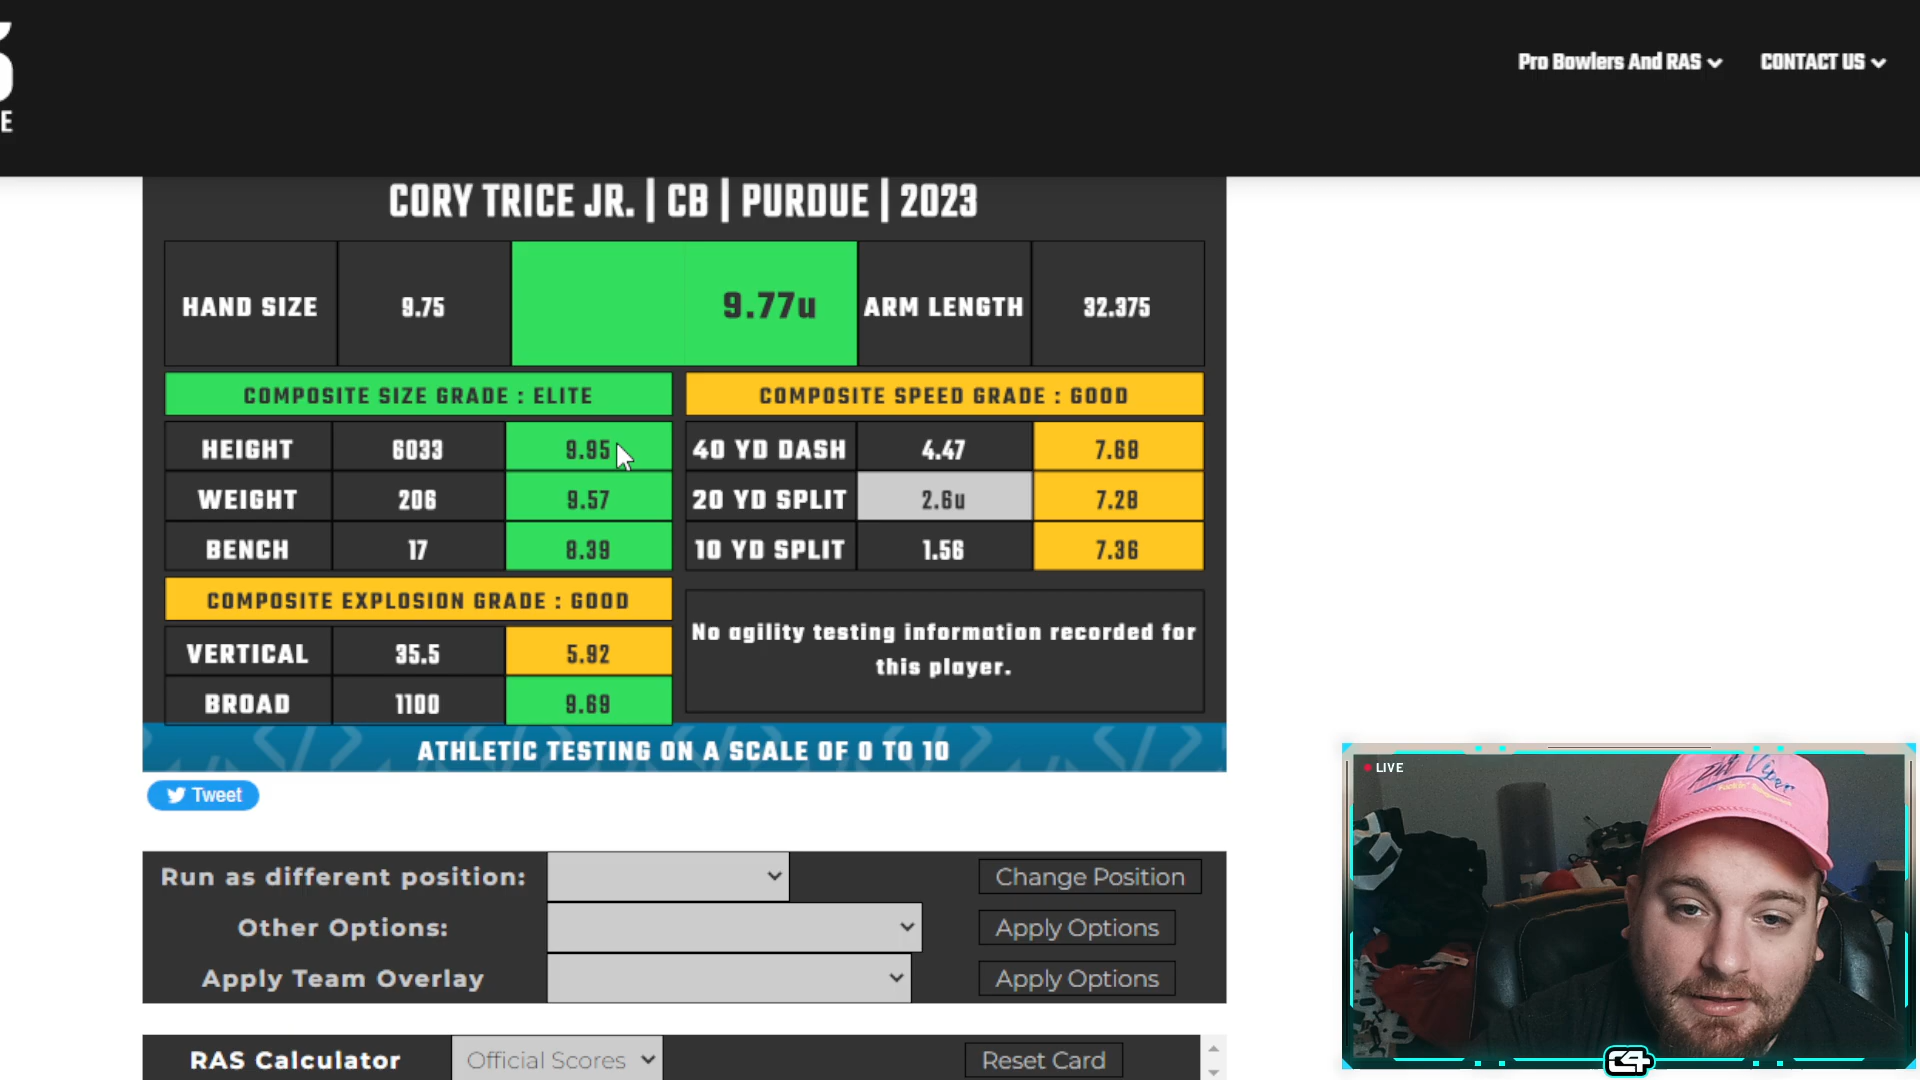 Pro Bowlers And RAS
CONTACT US
E
CORY TRICE JR. | CB | PURDUE | 2023
HAND SIZE 9.75 9.77u ARM LENGTH 32.375
COMPOSITE SIZE GRADE : ELITE
HEIGHT 6033 9.95
WEIGHT 206 9.57
BENCH 17 8.39
COMPOSITE SPEED GRADE : GOOD
40 YD DASH 4.47 7.68
20 YD SPLIT 2.6u 7.28
10 YD SPLIT 1.56 7.36
COMPOSITE EXPLOSION GRADE : GOOD
VERTICAL 35.5 5.92
BROAD 1100 9.69
No agility testing information recorded for
this player.
ATHLETIC TESTING ON A SCALE OF 0 TO 10
Tweet
Run as different position: Change Position
Other Options: Apply Options
Apply Team Overlay Apply Options
RAS Calculator Official Scores Reset Card
LIVE
Pit Viper